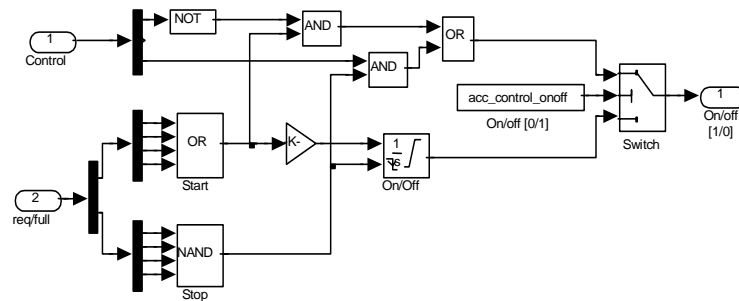 1
Control
NOT
AND
AND
OR
acc_control_onoff
On/off [0/1]
Switch
1
On/off
[1/0]
OR
Start
K-
1
s
On/Off
2
req/full
NAND
Stop